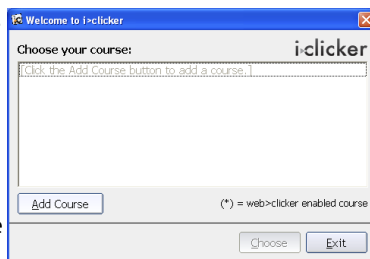 Welcome to i>clicker
Choose your course:
i>clicker
[Click the Add Course button to add a course.]
Add Course
(*) = web>clicker enabled course
e
Choose
Exit